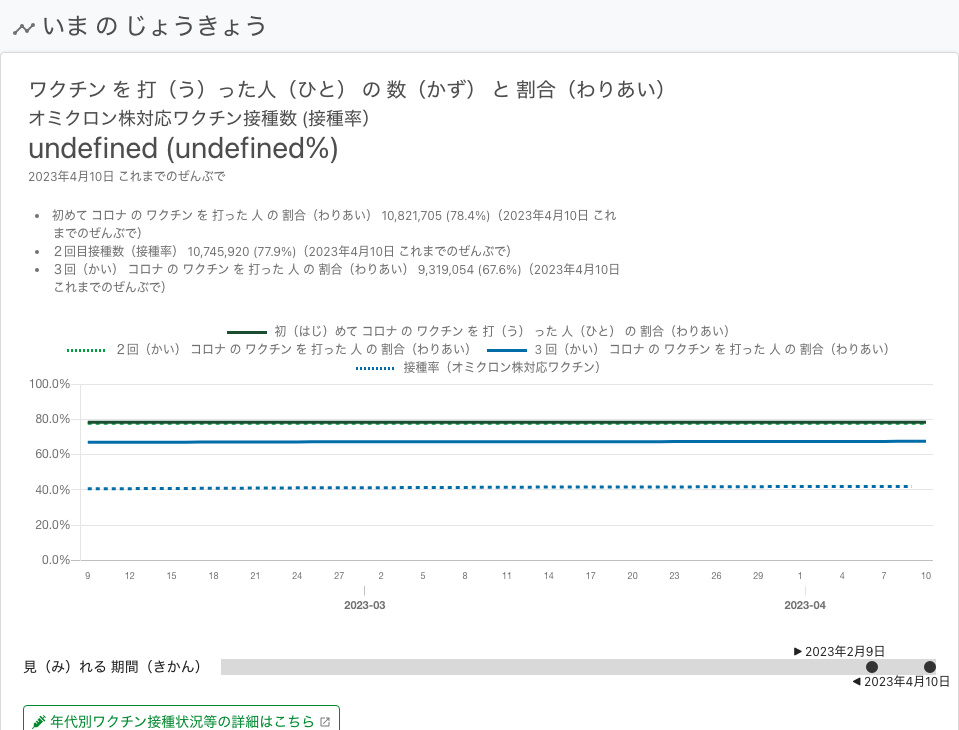 いま の じょうきょう
ワクチン を 打（う）った人（ひと） の 数（かず） と 割合（わりあい）
オミクロン株対応ワクチン接種数 (接種率)
undefined (undefined%)
2023年4月10日 これまでのぜんぶで
• 初めて コロナ の ワクチン を 打った 人 の 割合（わりあい） 10,821,705 (78.4%)（2023年4月10日 これ
までのぜんぶで）
• ２回目接種数（接種率） 10,745,920 (77.9%)（2023年4月10日 これまでのぜんぶで）
• ３回（かい） コロナ の ワクチン を 打った 人 の 割合（わりあい） 9,319,054 (67.6%)（2023年4月10日
これまでのぜんぶで）
初（はじ）めて コロナ の ワクチン を 打（う） った 人（ひと） の 割合（わりあい）
２回（かい） コロナ の ワクチン を 打った 人 の 割合（わりあい） ３回（かい） コロナ の ワクチン を 打った 人 の 割合（わりあい）
接種率（オミクロン株対応ワクチン）
100.0%
80.0%
60.0%
40.0%
20.0%
0.0%
9 12 15 18 21 24 27 2 5 8 11 14 17 20 23 26 29 1 4 7 10
2023-03 2023-04
▶ 2023年2月9日
見（み）れる 期間（きかん）
◀ 2023年4月10日
年代別ワクチン接種状況等の詳細はこちら